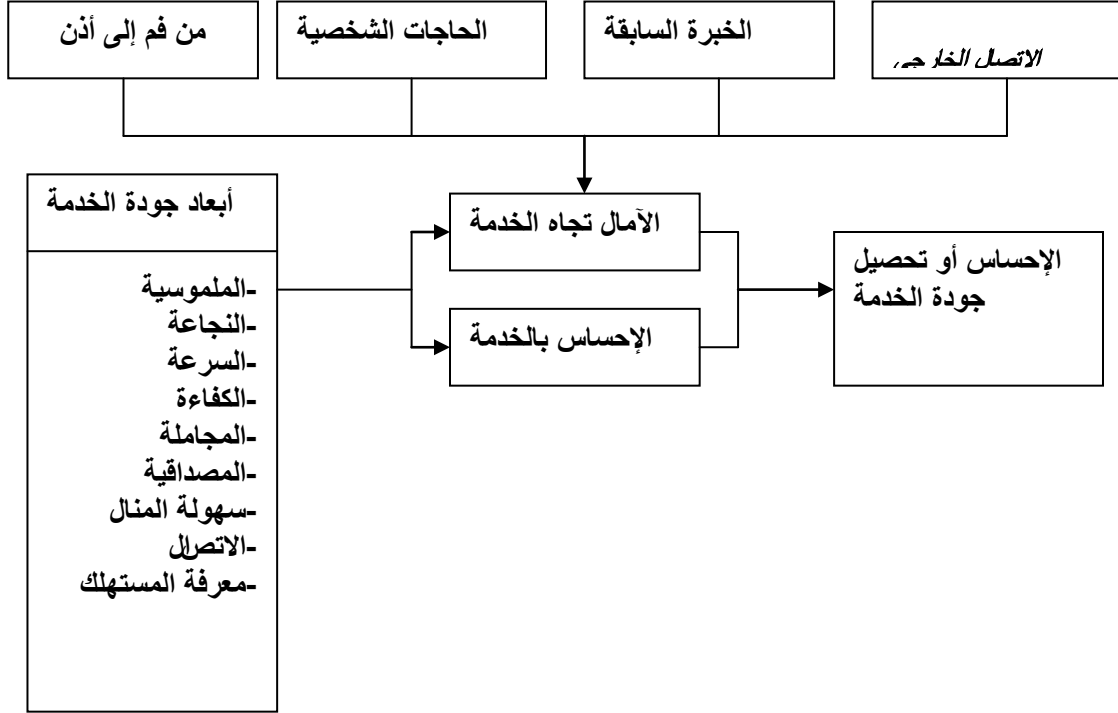 الاتصال الخارجي
الخبرة السابقة
الحاجات الشخصية
من فم إلى أذن
أبعاد جودة الخدمة
-الملموسية
-النجاعة
-السرعة
-الكفاءة
-المجاملة
-المصداقية
-سهولة المنال
-الاتصال
-معرفة المستهلك
الآمال تجاه الخدمة
الإحساس بالخدمة
الإحساس أو تحصيل
جودة الخدمة